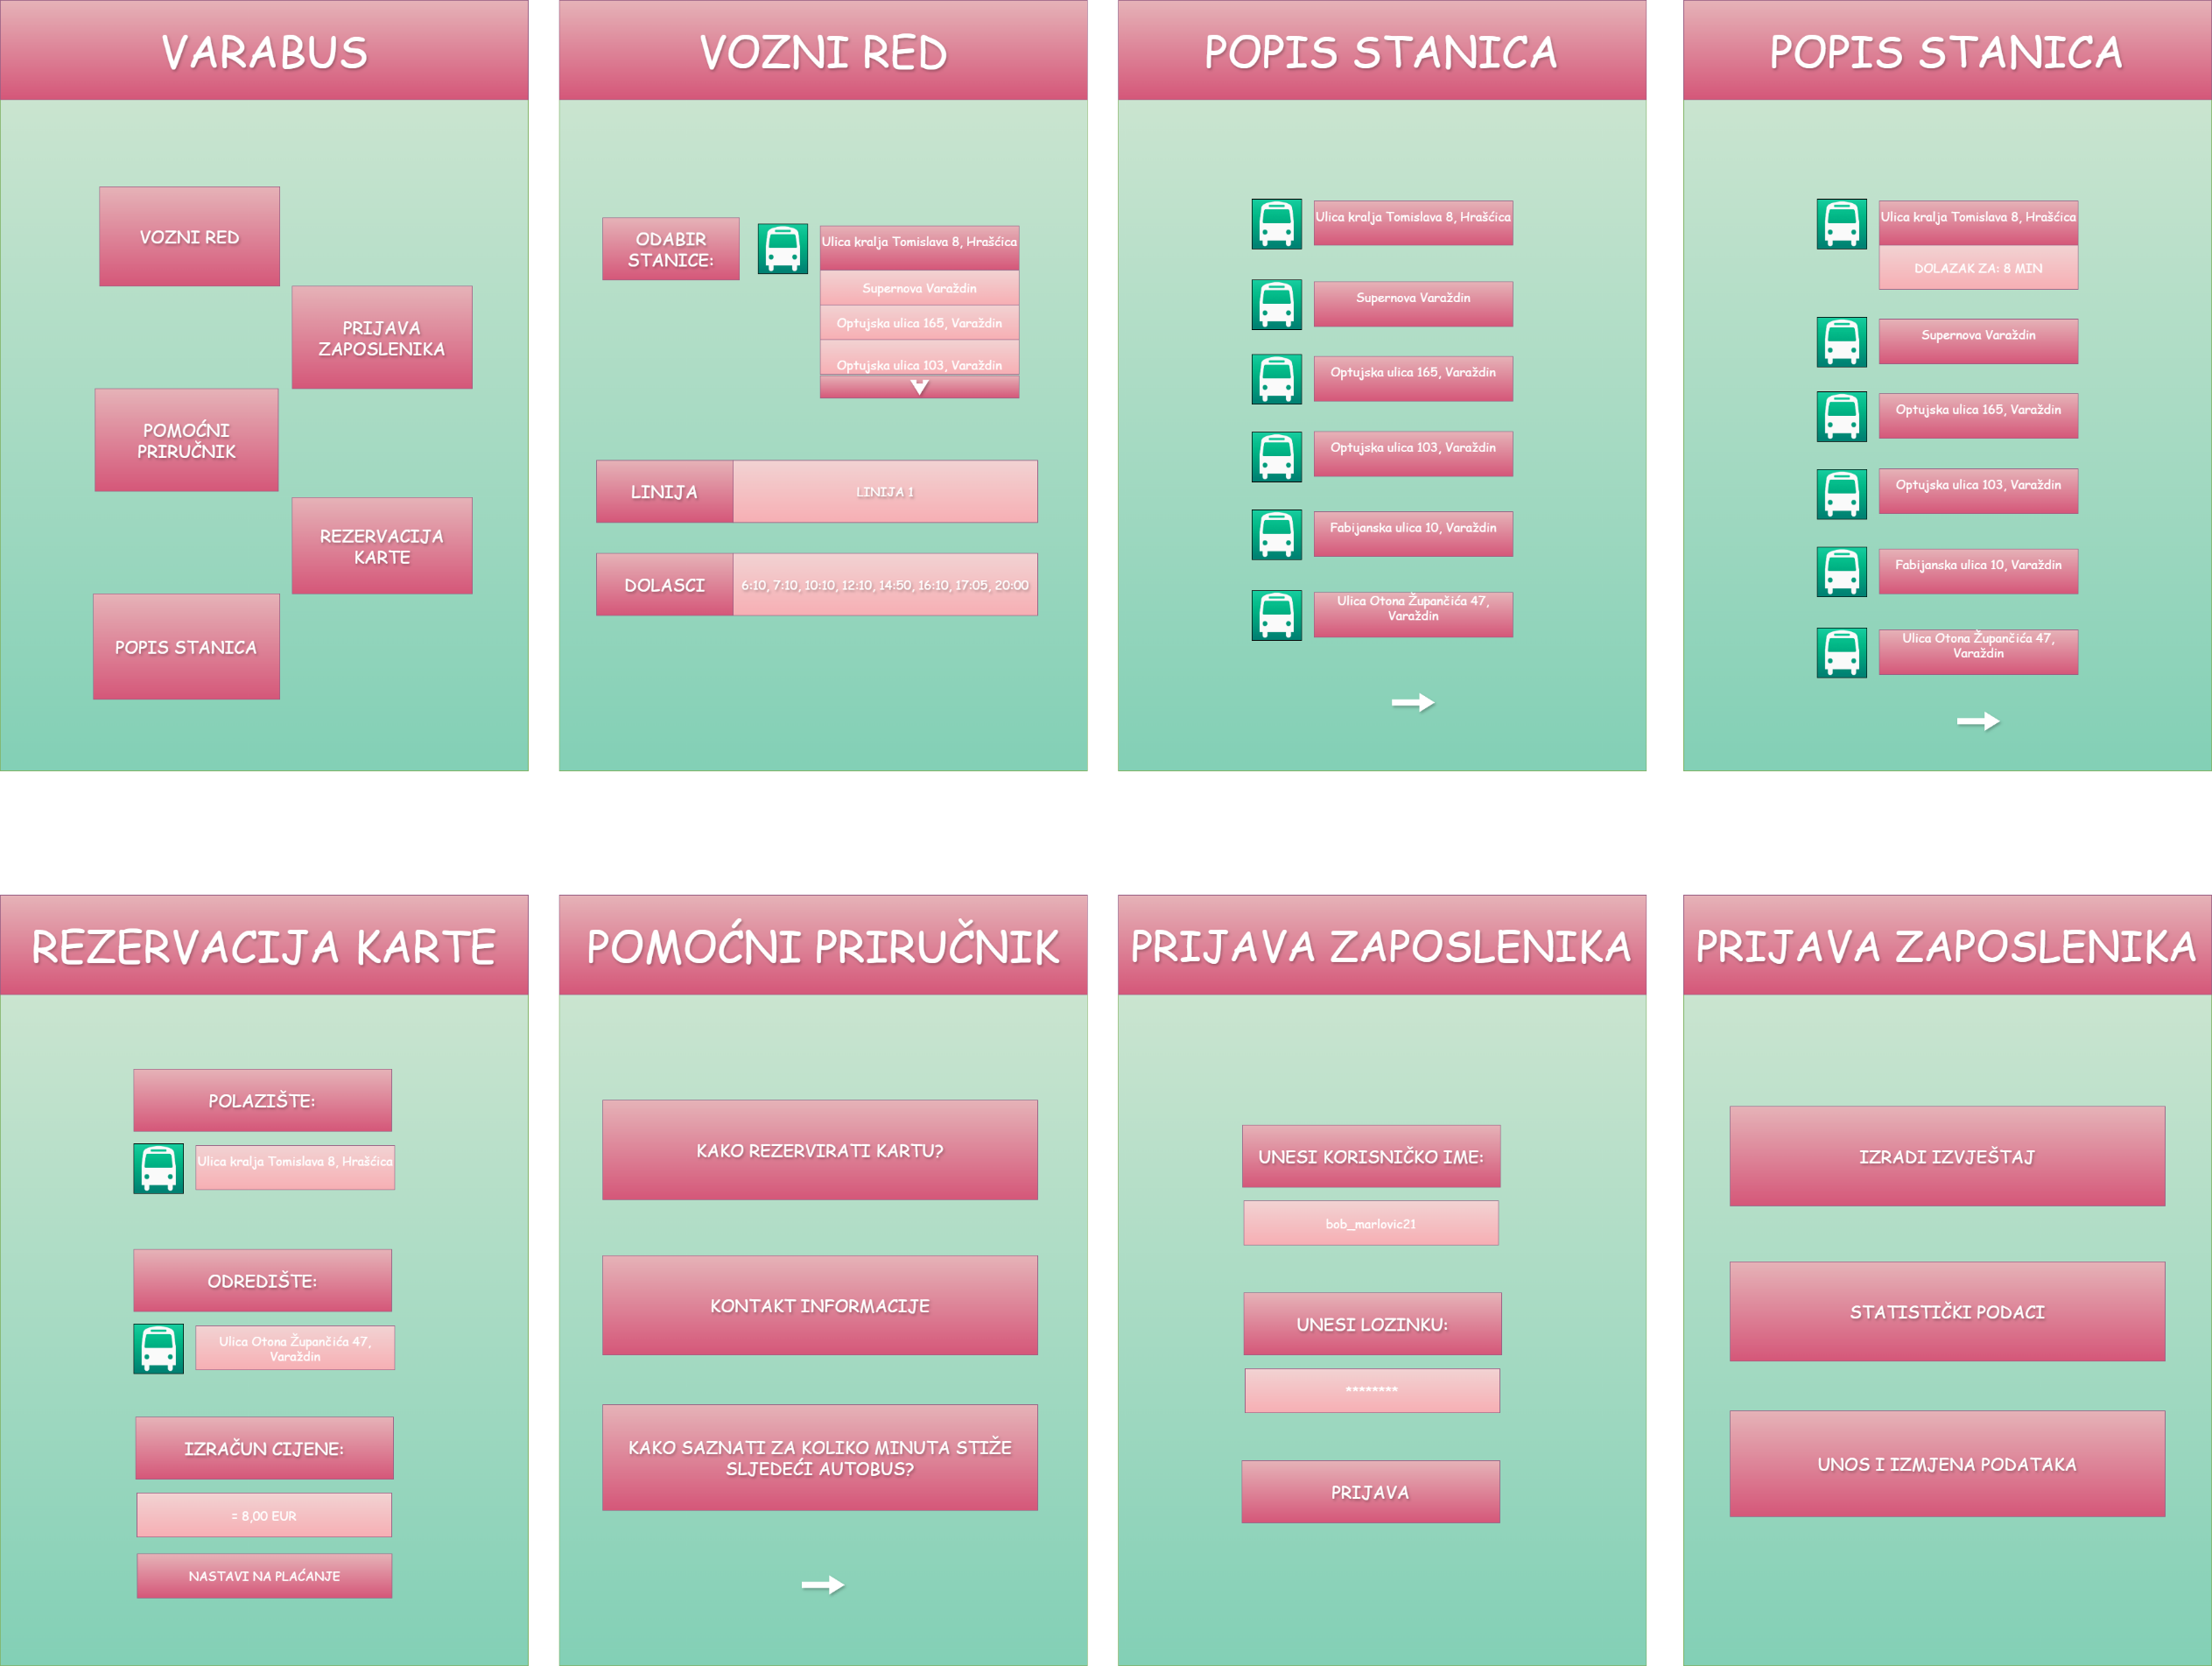 VARABUS
VOZNI RED
PRIJAVA
ZAPOSLENIKA
POMOĆNI
PRIRUČNIK
REZERVACIJA
KARTE
POPIS STANICA
VOZNI RED
ODABIR
STANICE:
Ulica kralja Tomislava 8, Hrašćica
Supernova Varaždin
Optujska ulica 165, Varaždin
Optujska ulica 103, Varaždin
LINIJA
LINIJA 1
DOLASCI
6:10, 7:10, 10:10, 12:10, 14:50, 16:10, 17:05, 20:00
POPIS STANICA
Ulica kralja Tomislava 8, Hrašćica
Supernova Varaždin
Optujska ulica 165, Varaždin
Optujska ulica 103, Varaždin
Fabijanska ulica 10, Varaždin
Ulica Otona Župančića 47,
Varaždin
POPIS STANICA
Ulica kralja Tomislava 8, Hrašćica
DOLAZAK ZA: 8 MIN
Supernova Varaždin
Optujska ulica 165, Varaždin
Optujska ulica 103, Varaždin
Fabijanska ulica 10, Varaždin
Ulica Otona Župančića 47,
Varaždin
REZERVACIJA KARTE
POLAZIŠTE:
Ulica kralja Tomislava 8, Hrašćica
ODREDIŠTE:
Ulica Otona Župančića 47,
Varaždin
IZRAČUN CIJENE:
= 8,00 EUR
NASTAVI NA PLAĆANJE
POMOĆNI PRIRUČNIK
KAKO REZERVIRATI KARTU?
KONTAKT INFORMACIJE
KAKO SAZNATI ZA KOLIKO MINUTA STIŽE
SLJEDEĆI AUTOBUS?
PRIJAVA ZAPOSLENIKA
UNESI KORISNIČKO IME:
bob_marlovic21
UNESI LOZINKU:
********
PRIJAVA
PRIJAVA ZAPOSLENIKA
IZRADI IZVJEŠTAJ
STATISTIČKI PODACI
UNOS I IZMJENA PODATAKA